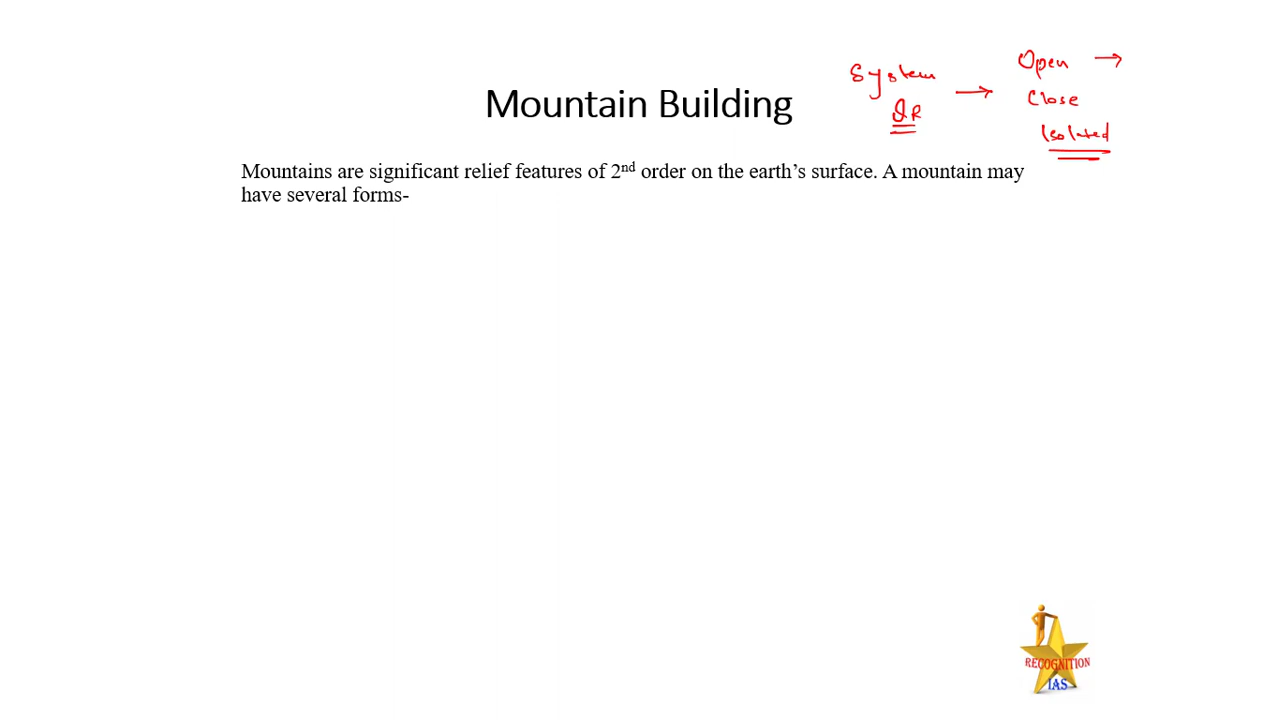 Mountain Building
System → Open →
QR Close
Isolated
Mountains are significant relief features of 2nd order on the earth’s surface. A mountain may
have several forms-
RECOGNITION
IAS